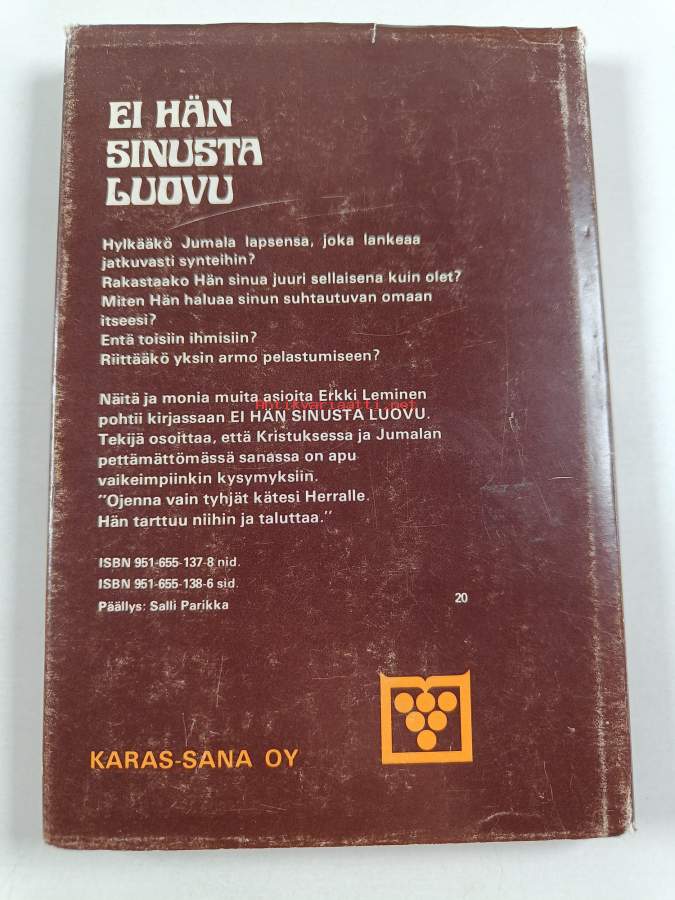 EI HÄN
SINUSTA
LUOVU
Hylkääkö Jumala lapsensa, joka lankeaa
jatkuvasti synteihin?
Rakastaako Hän sinua juuri sellaisena kuin olet?
Miten Hän haluaa sinun suhtautuvan omaan
itseesi?
Entä toisiin ihmisiin?
Riittääkö yksin armo pelastumiseen?
Näitä ja monia muita asioita Erkki Leminen
Antikvariaatti.net
pohtii kirjassaan EI HÄN SINUSTA LUOVU.
Tekijä osoittaa, että Kristuksessa ja Jumalan
pettämättömässä sanassa on apu
vaikeimpiinkin kysymyksiin.
"Ojenna vain tyhjät kätesi Herralle.
Hän tarttuu niihin ja taluttaa."
ISBN 951-655-137-8 nid.
ISBN 951-655-138-6 sid.
Päällys: Salli Parikka
20
KARAS-SANA OY